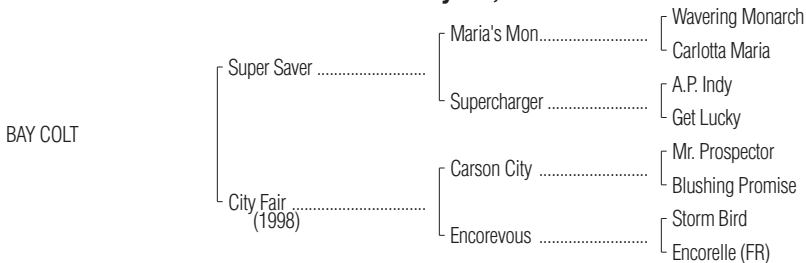 Wavering Monarch
Maria's Mon
Carlotta Maria
Super Saver
A.P. Indy
Supercharger
Get Lucky
BAY COLT
Mr. Prospector
Carson City
Blushing Promise
City Fair
(1998)
Storm Bird
Encorevous
Encorelle (FR)